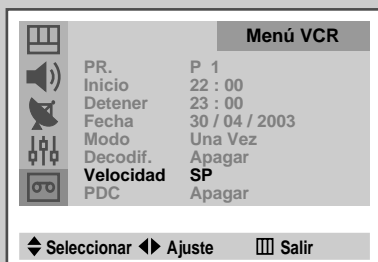 Menú VCR
PR. P 1
Inicio 22 : 00
Detener 23 : 00
Fecha 30 / 04 / 2003
Modo Una Vez
Decodif. Apagar
Velocidad SP
PDC Apagar
Seleccionar Ajuste Salir